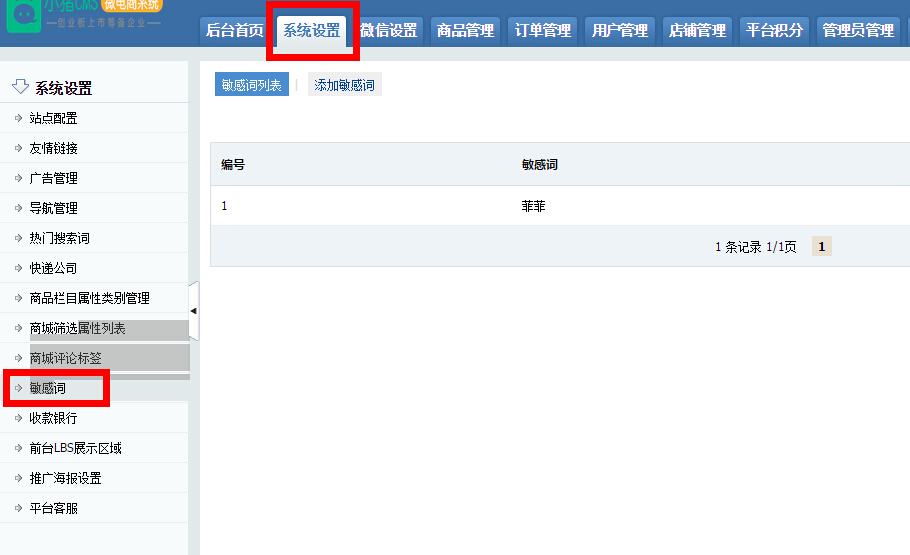 小猪CMS 微电商系统
—创业板上市筹备企业—
后台首页 系统设置 微信设置 商品管理 订单管理 用户管理 店铺管理 平台积分 管理员管理
系统设置
站点配置
友情链接
广告管理
导航管理
热门搜索词
快递公司
商品栏目属性类别管理
商城筛选属性列表
商城评论标签
敏感词
收款银行
前台LBS展示区域
推广海报设置
平台客服
敏感词列表 | 添加敏感词
编号 敏感词
1 菲菲
1 条记录 1/1页 1